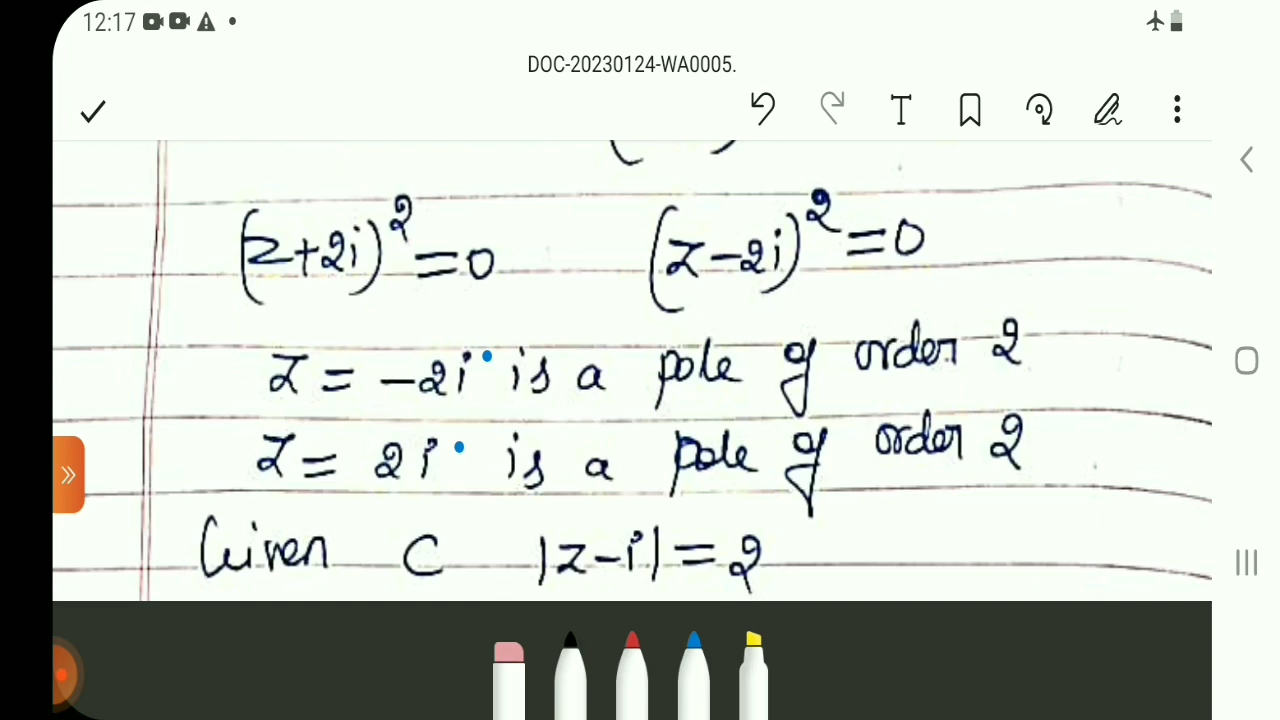 12:17
DOC-20230124-WA0005.
(z+2i)² =0 (z-2i)² =0
z = -2i is a pole of order 2
z = 2i is a pole of order 2
Given C |z-i| = 2